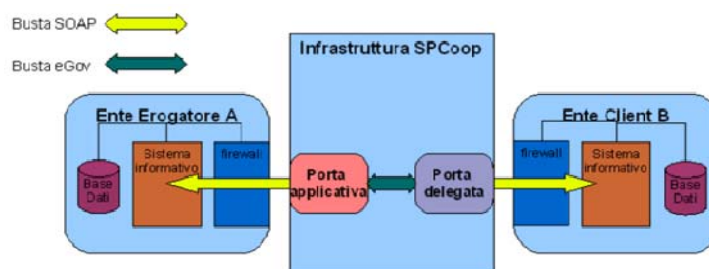 Busta SOAP
Busta eGov
Infrastruttura SPCoop
Ente Erogatore A
Ente Client B
Sistema
informativo
firewall
Base
Dati
Porta
applicativa
Porta
delegata
firewall
Sistema
informativo
Base
Dati